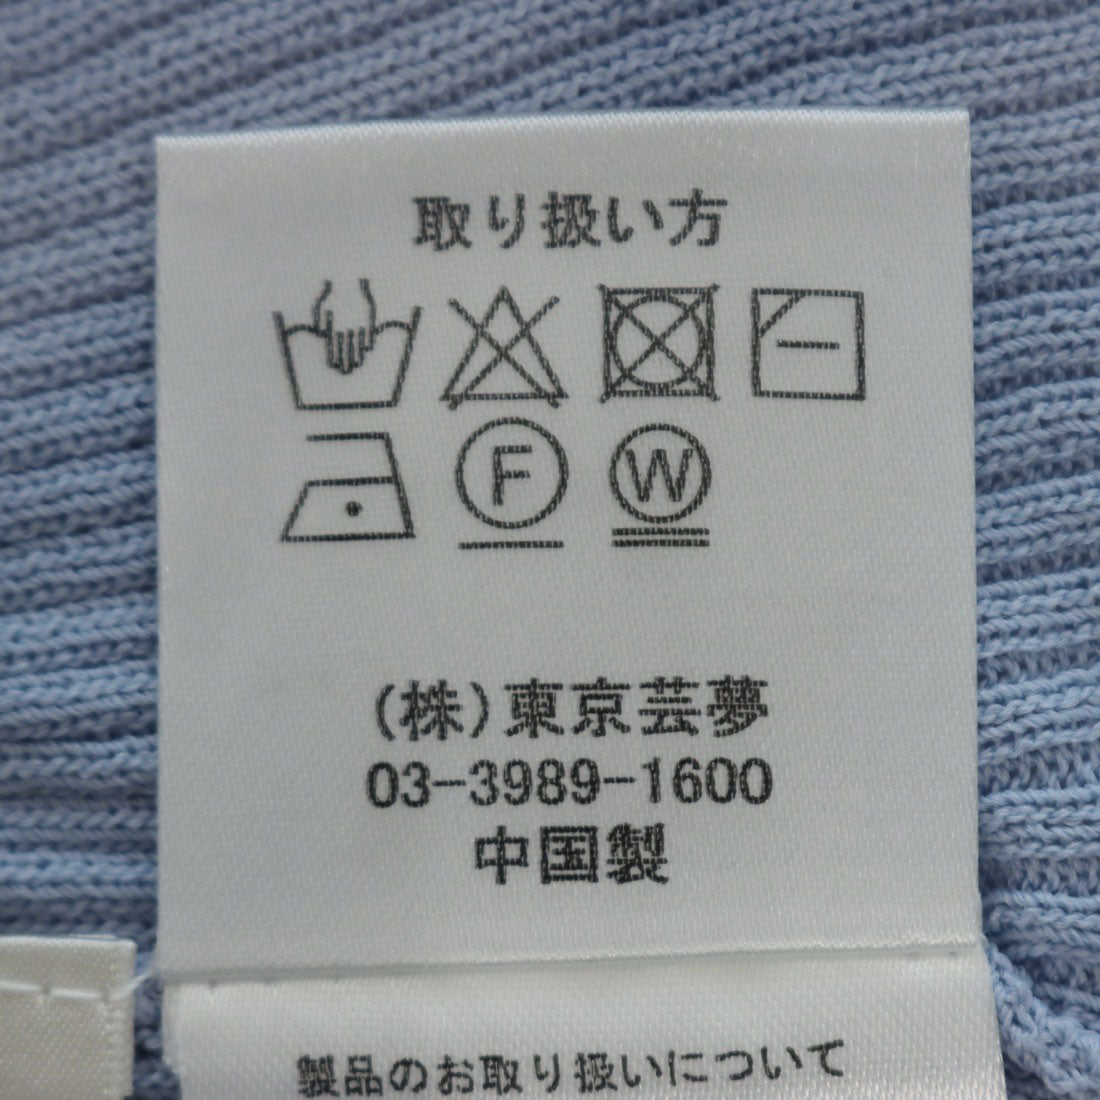 取り扱い方
F W
(株)東京芸夢
03-3989-1600
中国製
製品のお取り扱いについて